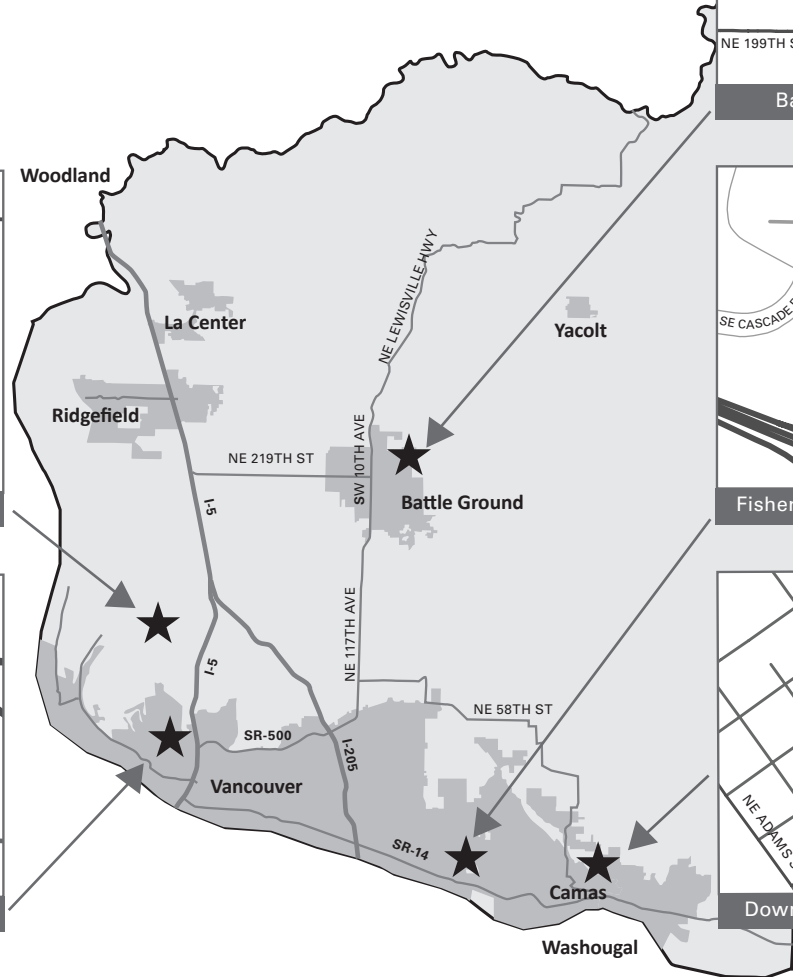 NE 199TH S
Ba
Woodland
NE LEWISVILLE HWY
La Center
Yacolt
SE CASCADE
Ridgefield
SW 10TH AVE
NE 219TH ST
Battle Ground
Fisher
I-5
NE 117TH AVE
I-5
NE 58TH ST
SR-500
I-205
Vancouver
NE ADAMS S
SR-14
Camas
Down
Washougal